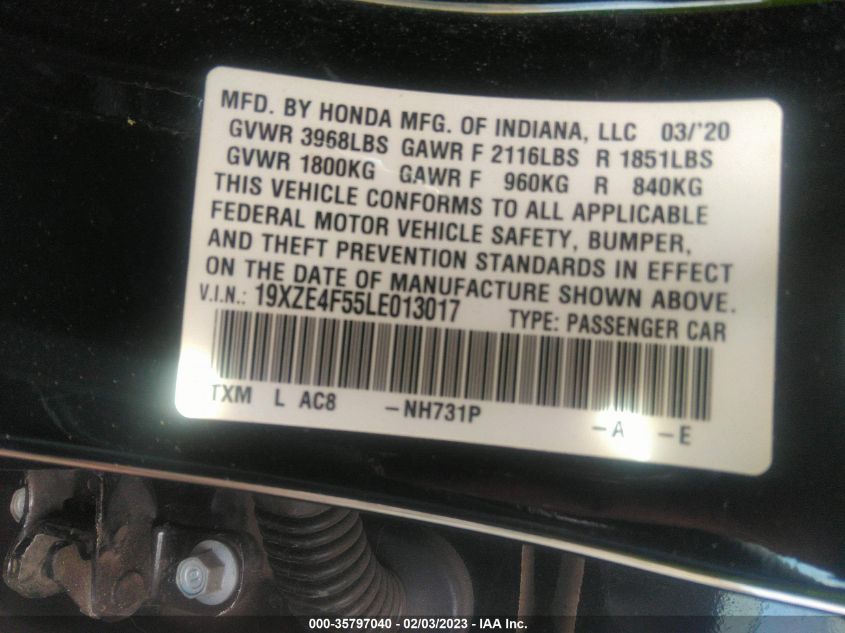 MFD. BY HONDA MFG. OF INDIANA, LLC 03/'20
GVWR 3968LBS GAWR F 2116LBS R 1851LBS
GVWR 1800KG GAWR F 960KG R 840KG
THIS VEHICLE CONFORMS TO ALL APPLICABLE
FEDERAL MOTOR VEHICLE SAFETY, BUMPER,
AND THEFT PREVENTION STANDARDS IN EFFECT
ON THE DATE OF MANUFACTURE SHOWN ABOVE.
V.I.N.: 19XZE4F55LE013017 TYPE: PASSENGER CAR
TXM L AC8 -NH731P -A -E
000-35797040 - 02/03/2023 - IAA Inc.